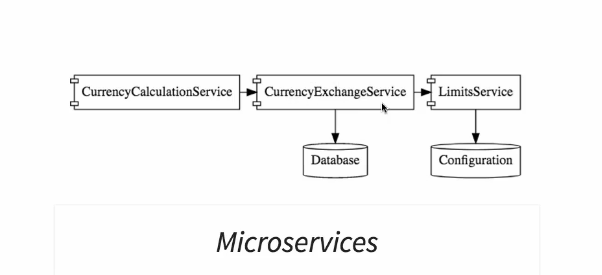 CurrencyCalculationService CurrencyExchangeService LimitsService
Database Configuration
Microservices